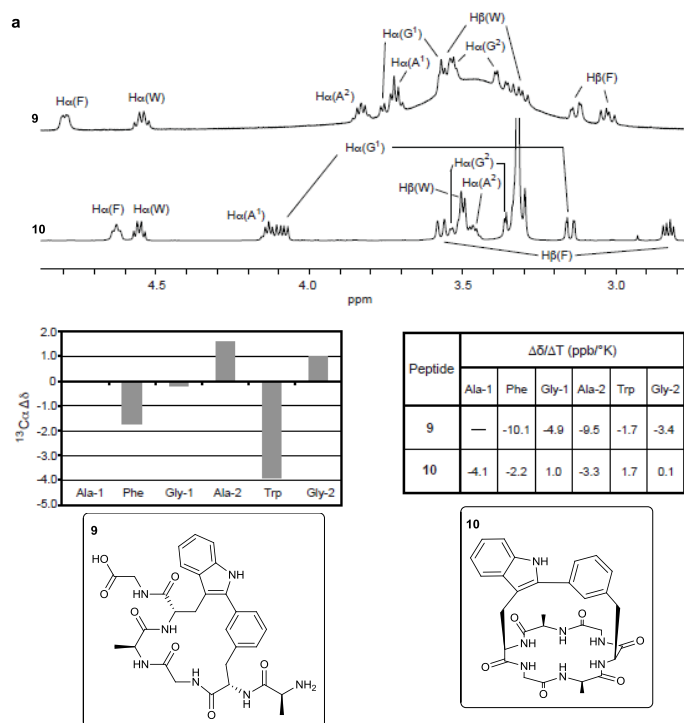 a
Hα(G¹)
Hβ(W)
Hα(G²)
Hα(A¹)
Hβ(F)
Hα(A²)
Hα(F)
Hα(W)
9
Hα(G¹)
Hα(G²)
Hβ(W)
Hα(A²)
Hα(F)
Hα(W)
Hα(A¹)
10
Hβ(F)
4.5 4.0 3.5 3.0
ppm
2.0
1.0
0
-1.0
-2.0
-3.0
-4.0
5.0
¹³Cα Δδ
Ala-1 Phe Gly-1 Ala-2 Trp Gly-2
Peptide Δδ/ΔT (ppb/°K)
Ala-1 Phe Gly-1 Ala-2 Trp Gly-2
9 — -10.1 -4.9 -9.5 -1.7 -3.4
10 -4.1 -2.2 1.0 -3.3 1.7 0.1
9
O
HO
NH
O
NH
O
NH
O
HN
O
N
H
O
NH₂
10
NH
O
O
NH
HN
NH
O
O
HN
O
NH
HN
O